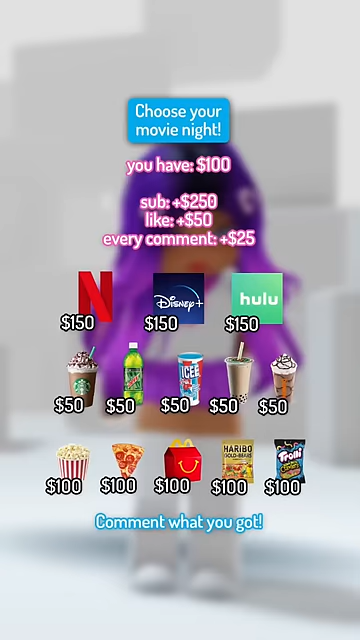 Choose your
movie night!
you have: $100
sub: +$250
like: +$50
every comment: +$25
N
Disney+
hulu
$150
$150
$150
ICEE
$50
$50
$50
$50
$50
HARIBO
GOLD-BEARS
Trolli
$100
$100
$100
$100
$100
Comment what you got!